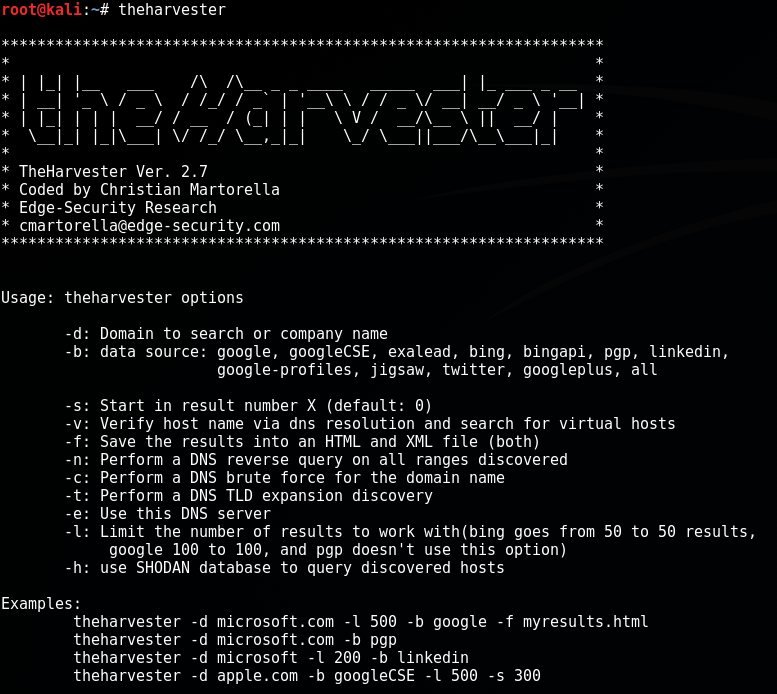 root@kali:~# theharvester
*******************************************************************
*                                                                 *
* | |_| |__   ___    /\  /\__ _ _ ____   _____  ___| |_ ___ _ __  *
* | __| '_ \ / _ \  / /_/ / _` | '__\ \ / / _ \/ __| __/ _ \ '__| *
* | |_| | | |  __/ / __  / (_| | |   \ V /  __/\__ \ ||  __/ |    *
*  \__|_| |_|\___| \/ /_/ \__,_|_|    \_/ \___||___/\__\___|_|    *
*                                                                 *
* TheHarvester Ver. 2.7                                           *
* Coded by Christian Martorella                                   *
* Edge-Security Research                                          *
* cmartorella@edge-security.com                                   *
*******************************************************************
Usage: theharvester options
       -d: Domain to search or company name
       -b: data source: google, googleCSE, exalead, bing, bingapi, pgp, linkedin,
                        google-profiles, jigsaw, twitter, googleplus, all
       -s: Start in result number X (default: 0)
       -v: Verify host name via dns resolution and search for virtual hosts
       -f: Save the results into an HTML and XML file (both)
       -n: Perform a DNS reverse query on all ranges discovered
       -c: Perform a DNS brute force for the domain name
       -t: Perform a DNS TLD expansion discovery
       -e: Use this DNS server
       -l: Limit the number of results to work with(bing goes from 50 to 50 results,
            google 100 to 100, and pgp doesn't use this option)
       -h: use SHODAN database to query discovered hosts
Examples:
        theharvester -d microsoft.com -l 500 -b google -f myresults.html
        theharvester -d microsoft.com -b pgp
        theharvester -d microsoft -l 200 -b linkedin
        theharvester -d apple.com -b googleCSE -l 500 -s 300